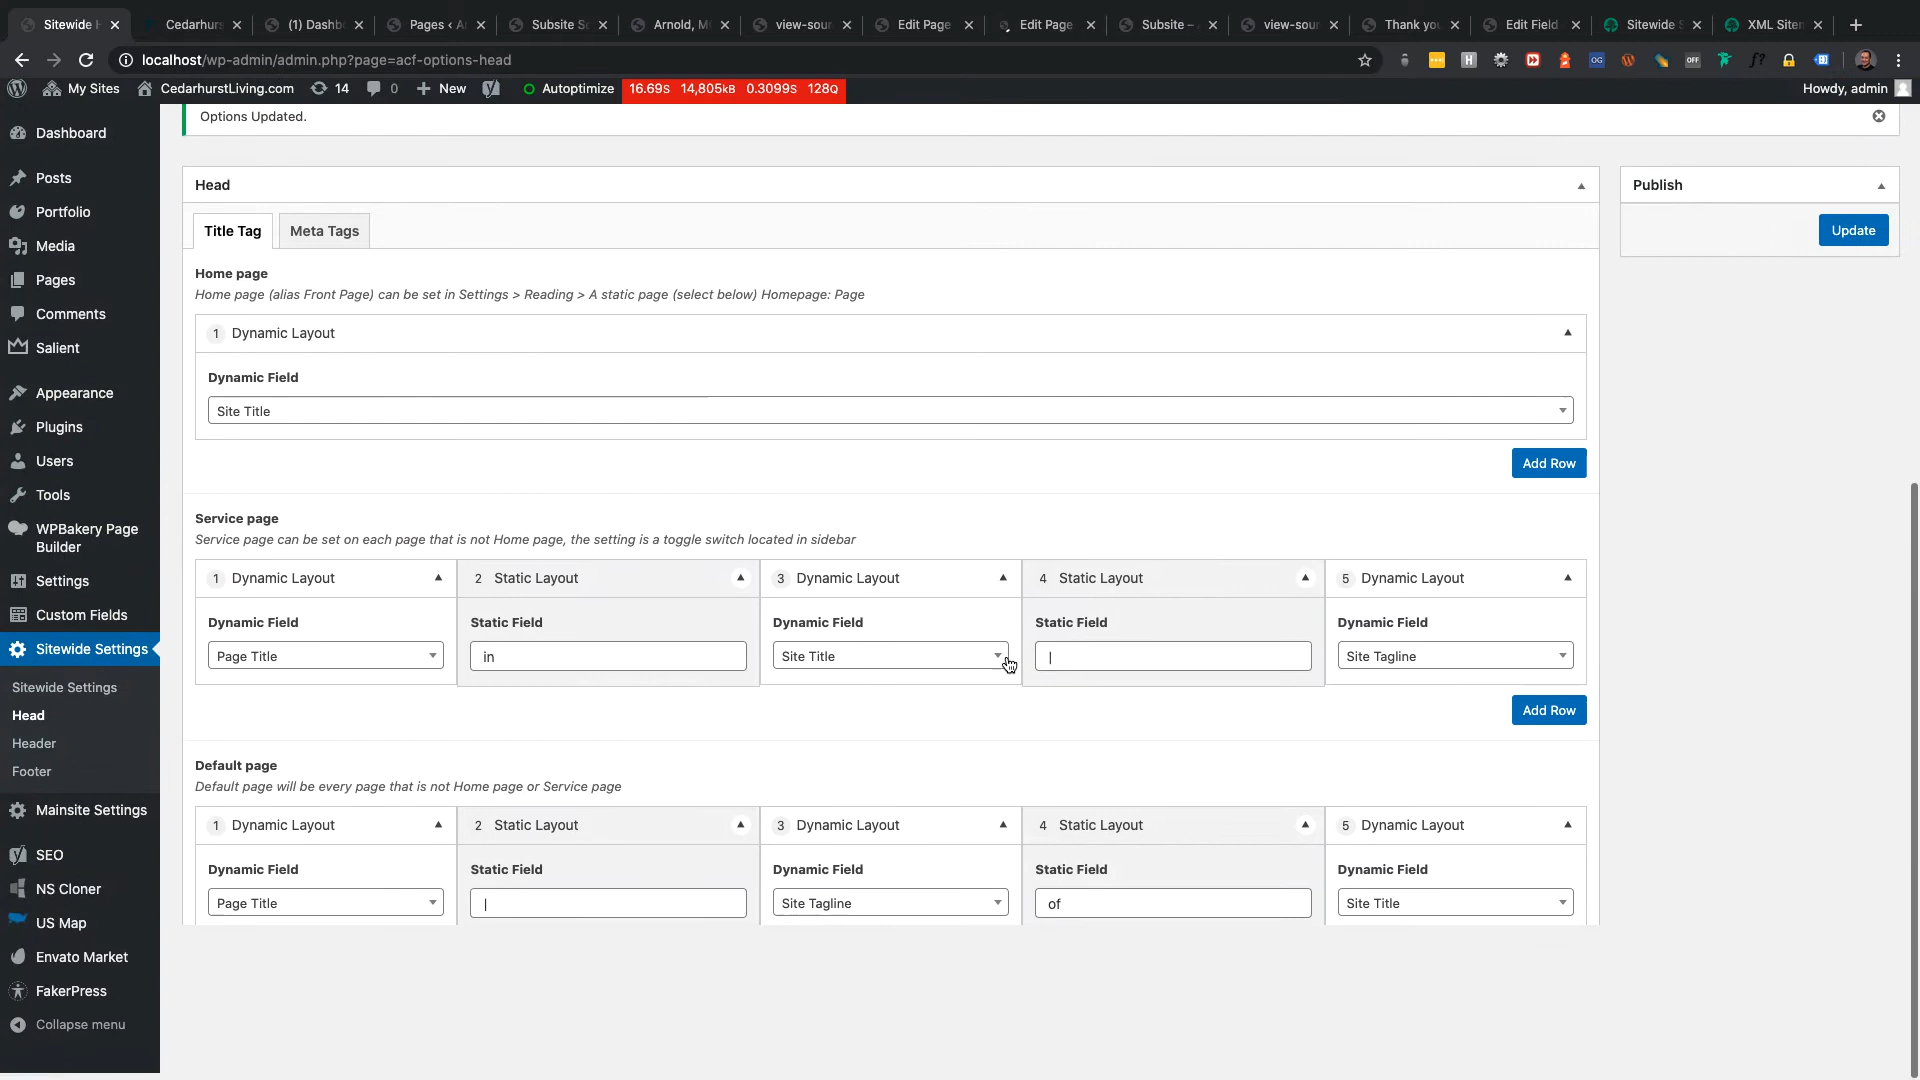 Sitewide H
Cedarhurs
(1) Dashb
Pages ‹ A
Subsite Se
Arnold, M
view-sour
Edit Page
Edit Page
Subsite –
view-sour
Thank you
Edit Field
Sitewide S
XML Sitem
localhost/wp-admin/admin.php?page=acf-options-head
My Sites
CedarhurstLiving.com
14
0
New
Autoptimize
16.69S 14,805KB 0.3099S 128Q
Howdy, admin
Dashboard
Posts
Portfolio
Media
Pages
Comments
Salient
Appearance
Plugins
Users
Tools
WPBakery Page
Builder
Settings
Custom Fields
Sitewide Settings
Sitewide Settings
Head
Header
Footer
Mainsite Settings
SEO
NS Cloner
US Map
Envato Market
FakerPress
Collapse menu
Options Updated.
Head
Title Tag
Meta Tags
Home page
Home page (alias Front Page) can be set in Settings > Reading > A static page (select below) Homepage: Page
1 Dynamic Layout
Dynamic Field
Site Title
Add Row
Service page
Service page can be set on each page that is not Home page, the setting is a toggle switch located in sidebar
1 Dynamic Layout
2 Static Layout
3 Dynamic Layout
4 Static Layout
5 Dynamic Layout
Dynamic Field
Static Field
Dynamic Field
Static Field
Dynamic Field
Page Title
in
Site Title
|
Site Tagline
Add Row
Default page
Default page will be every page that is not Home page or Service page
1 Dynamic Layout
2 Static Layout
3 Dynamic Layout
4 Static Layout
5 Dynamic Layout
Dynamic Field
Static Field
Dynamic Field
Static Field
Dynamic Field
Page Title
|
Site Tagline
of
Site Title
Publish
Update